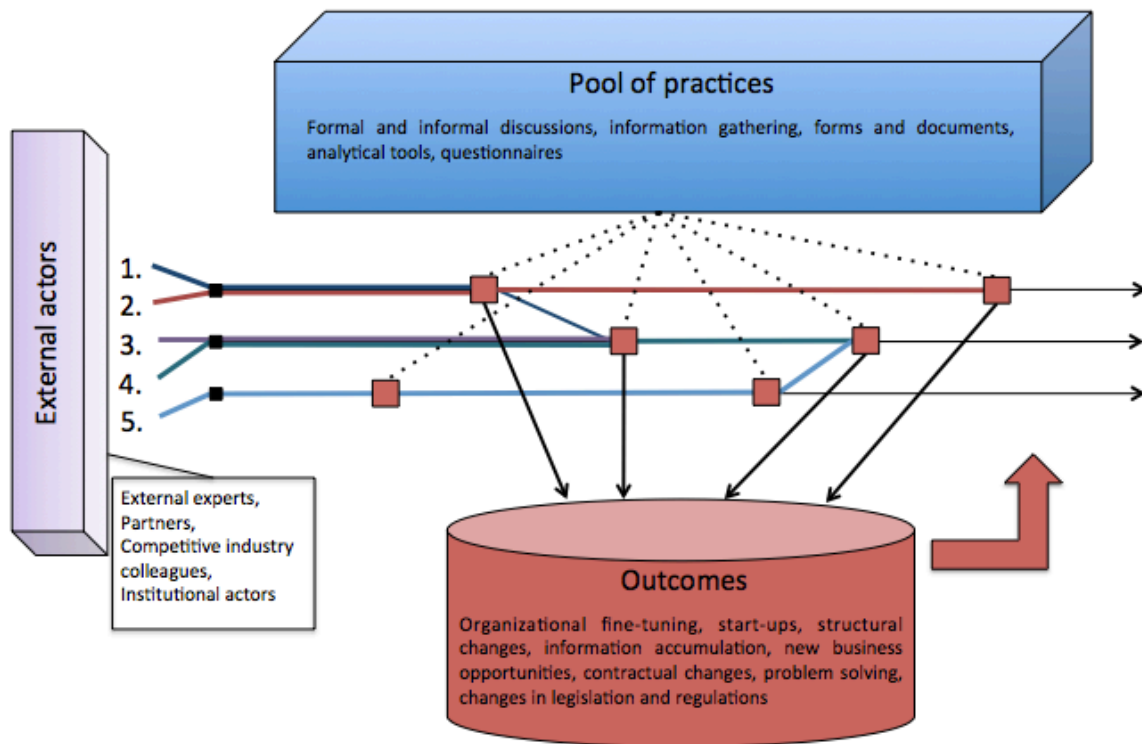 Pool of practices
Formal and informal discussions, information gathering, forms and documents,
analytical tools, questionnaires
External actors
1.
2.
3.
4.
5.
External experts,
Partners,
Competitive industry
colleagues,
Institutional actors
Outcomes
Organizational fine-tuning, start-ups, structural
changes, information accumulation, new business
opportunities, contractual changes, problem solving,
changes in legislation and regulations